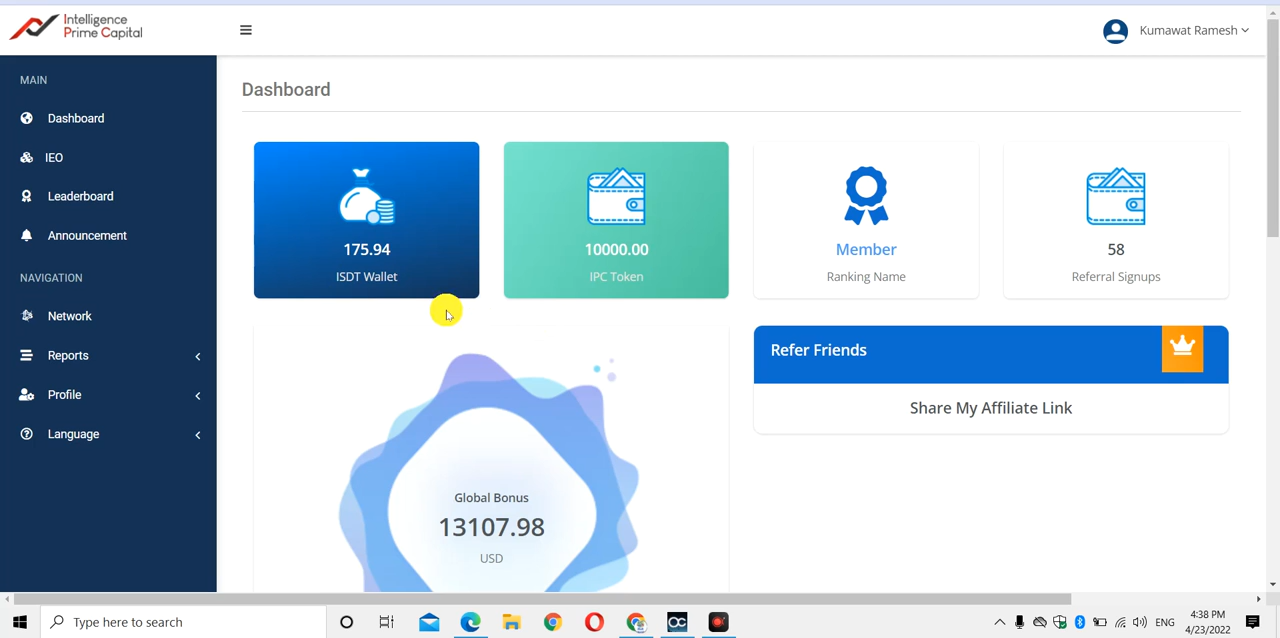 Intelligence
Prime Capital
Kumawat Ramesh
MAIN
Dashboard
IEO
Leaderboard
Announcement
NAVIGATION
Network
Reports
Profile
Language
Dashboard
175.94
ISDT Wallet
10000.00
IPC Token
Member
Ranking Name
58
Referral Signups
Global Bonus
13107.98
USD
Refer Friends
Share My Affiliate Link
Type here to search
OC
ENG
4:38 PM
4/23/2022